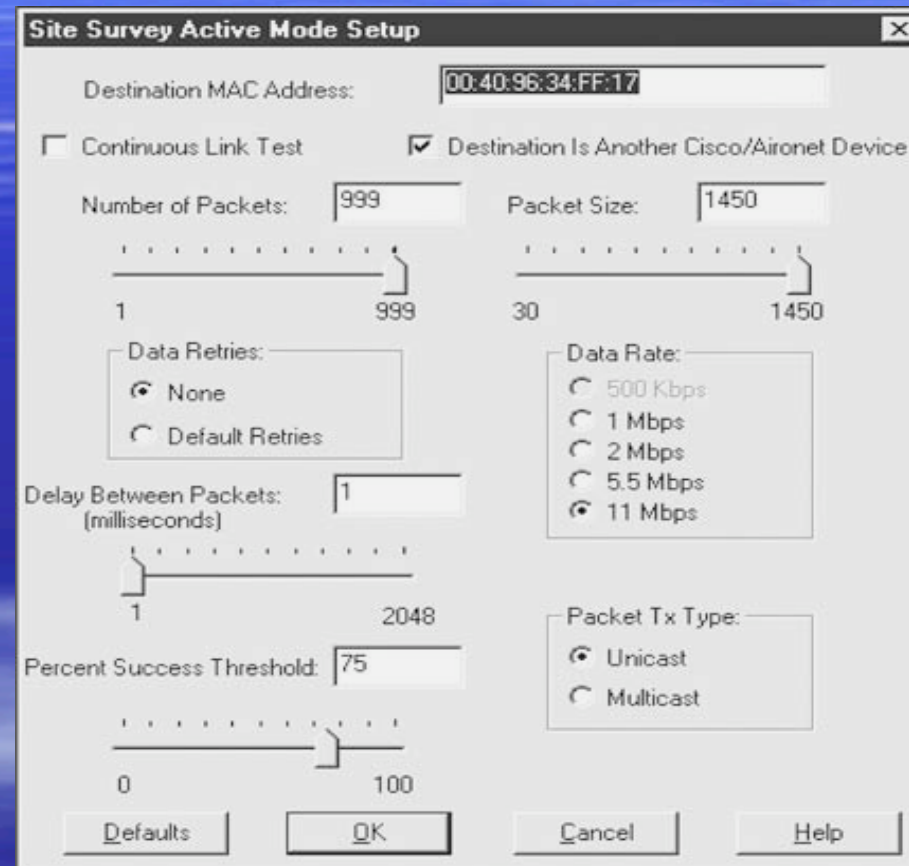 Site Survey Active Mode Setup
Destination MAC Address: 00:40:96:34:FF:17
Continuous Link Test Destination Is Another Cisco/Aironet Device
Number of Packets: 999 Packet Size: 1450
1 999 30 1450
Data Retries: Data Rate:
None 500 Kbps
Default Retries 1 Mbps
2 Mbps
5.5 Mbps
11 Mbps
Delay Between Packets: 1
(milliseconds)
1 2048
Percent Success Threshold: 75
Packet Tx Type:
Unicast
Multicast
0 100
Defaults OK Cancel Help